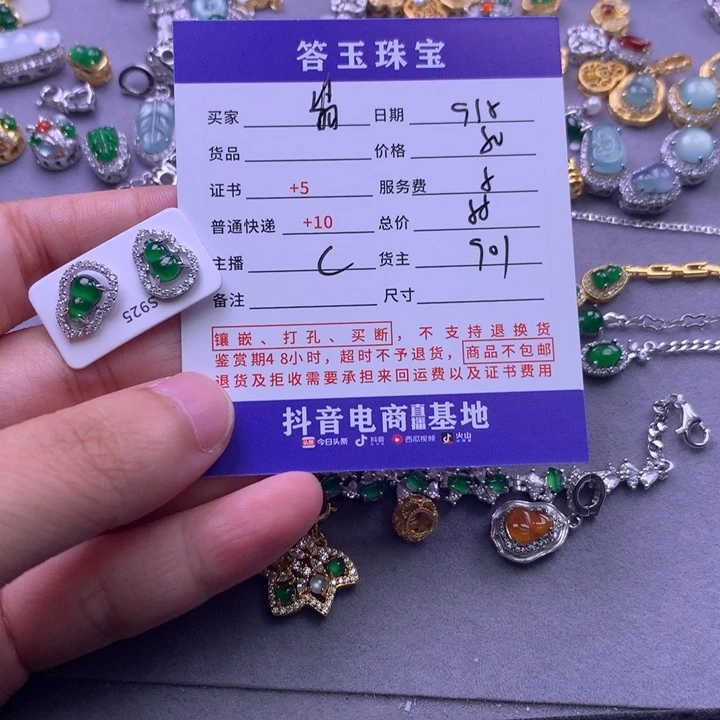 答玉珠宝
买家 日期 918
货品 价格 80
证书 +5 服务费 8
普通快递 +10 总价 88
主播 C 货主 901
备注 尺寸
镶嵌、打孔、买断，不支持退换货
鉴赏期48小时，超时不予退货，商品不包邮
退货及拒收需要承担来回运费以及证书费用
抖音电商直播基地
头条 今日头条 抖音 西瓜视频 火山
S925